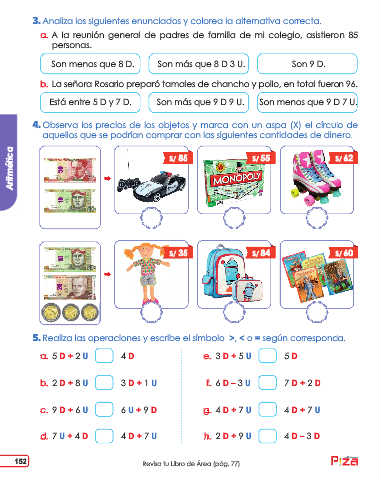 3. Analiza los siguientes enunciados y colorea la alternativa correcta.
a. A la reunión general de padres de familia de mi colegio, asistieron 85
personas.
Son menos que 8 D. Son más que 8 D 3 U. Son 9 D.
b. La señora Rosario preparó tamales de chancho y pollo, en total fueron 96.
Está entre 5 D y 7 D. Son más que 9 D 9 U. Son menos que 9 D 7 U.
Aritmética
4. Observa los precios de los objetos y marca con un aspa (X) el círculo de
aquellos que se podrían comprar con las siguientes cantidades de dinero.
S/ 85 S/ 55 S/ 62
MONOPOLY
S/ 35 S/ 84 S/ 60
5. Realiza las operaciones y escribe el símbolo >, < o = según corresponda.
a. 5 D + 2 U 4 D e. 3 D + 5 U 5 D
b. 2 D + 8 U 3 D + 1 U f. 6 D – 3 U 7 D + 2 D
c. 9 D + 6 U 6 U + 9 D g. 4 D + 7 U 4 D + 7 U
d. 7 U + 4 D 4 D + 7 U h. 2 D + 9 U 4 D – 3 D
152 Revisa tu Libro de Área (pág. 77)